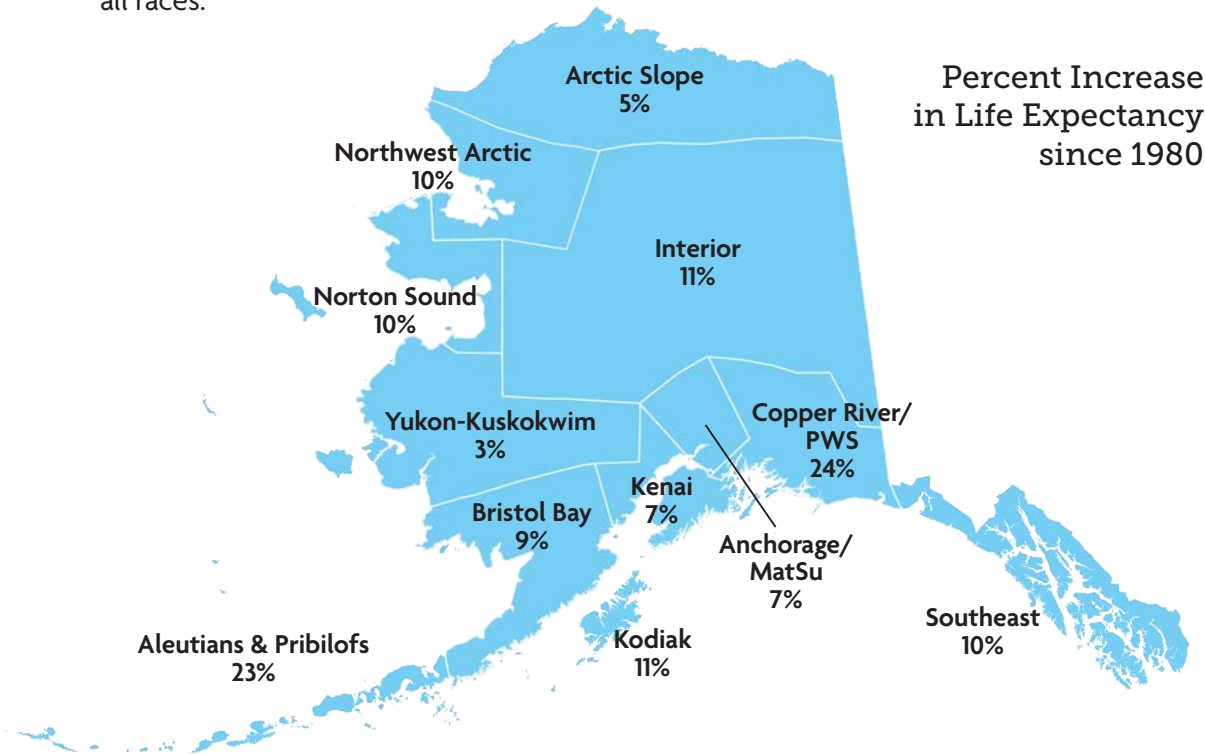 all races.
Percent Increase
in Life Expectancy
since 1980
Arctic Slope
5%
Northwest Arctic
10%
Interior
11%
Norton Sound
10%
Yukon-Kuskokwim
3%
Copper River/
PWS
24%
Kenai
7%
Bristol Bay
9%
Anchorage/
MatSu
7%
Southeast
10%
Kodiak
11%
Aleutians & Pribilofs
23%